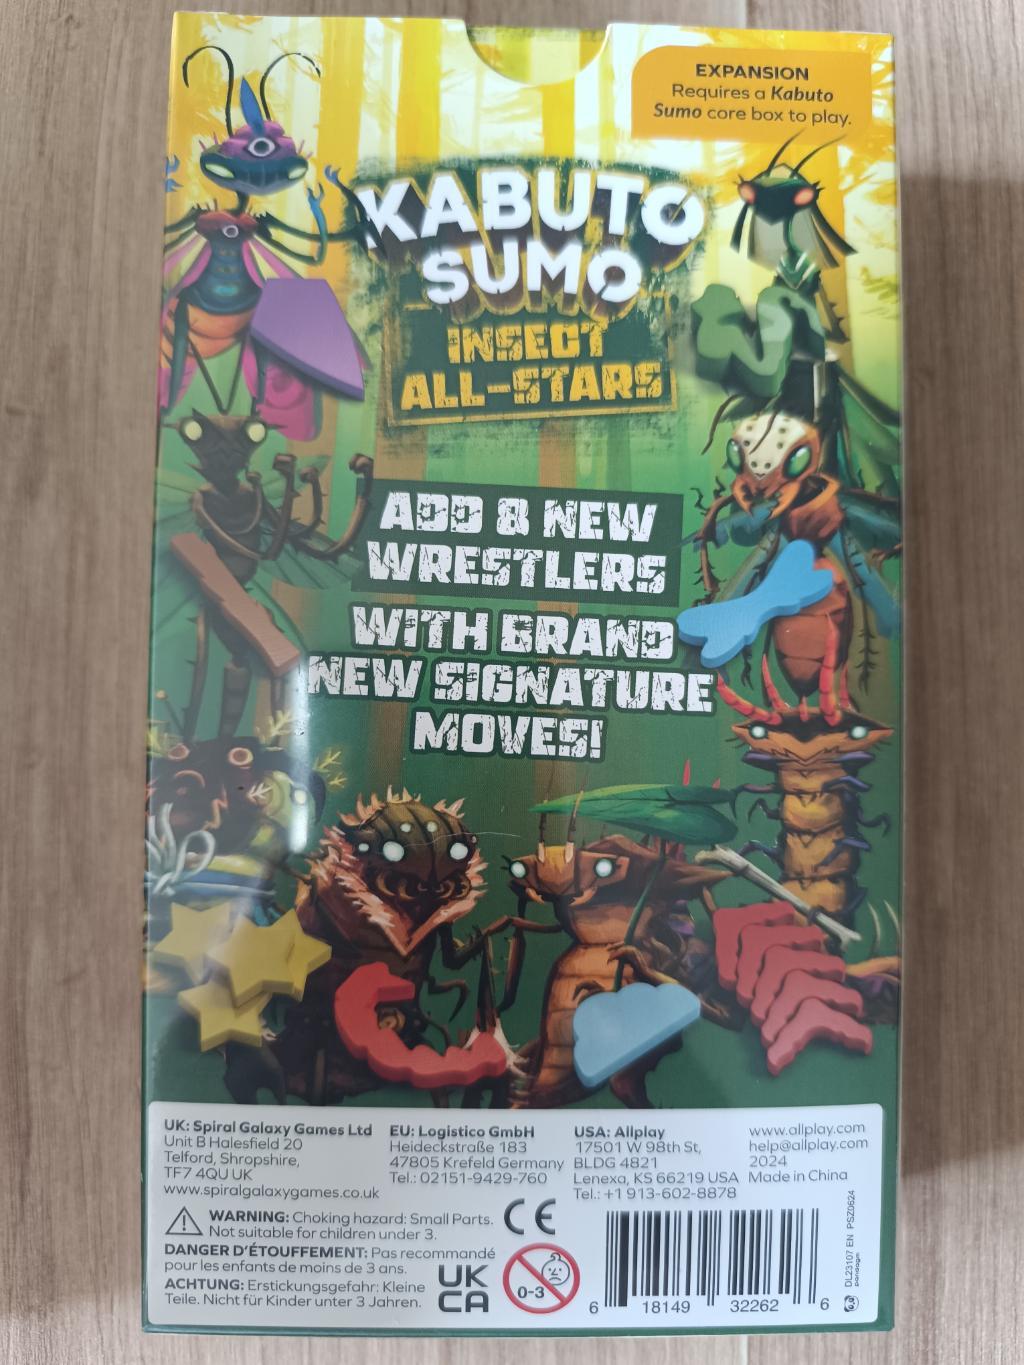 EXPANSION
Requires a Kabuto
Sumo core box to play.
KABUTO
SUMO
INSECT
ALL-STARS
ADD 8 NEW
WRESTLERS
WITH BRAND
NEW SIGNATURE
MOVES!
UK: Spiral Galaxy Games Ltd
Unit B Halesfield 20
Telford, Shropshire,
TF7 4QU UK
www.spiralgalaxygames.co.uk
EU: Logistico GmbH
Heideckstraße 183
47805 Krefeld Germany
Tel.: 02151-9429-760
USA: Allplay
17501 W 98th St,
BLDG 4821
Lenexa, KS 66219 USA
Tel.: +1 913-602-8878
www.allplay.com
help@allplay.com
2024
Made in China
WARNING: Choking hazard: Small Parts.
Not suitable for children under 3.
DANGER D'ÉTOUFFEMENT: Pas recommandé
pour les enfants de moins de 3 ans.
ACHTUNG: Erstickungsgefahr: Kleine
Teile. Nicht für Kinder unter 3 Jahren.
CE
UK
CA
0-3
6 18149 32262 6
DL23107 EN PSZ0624
panda gm